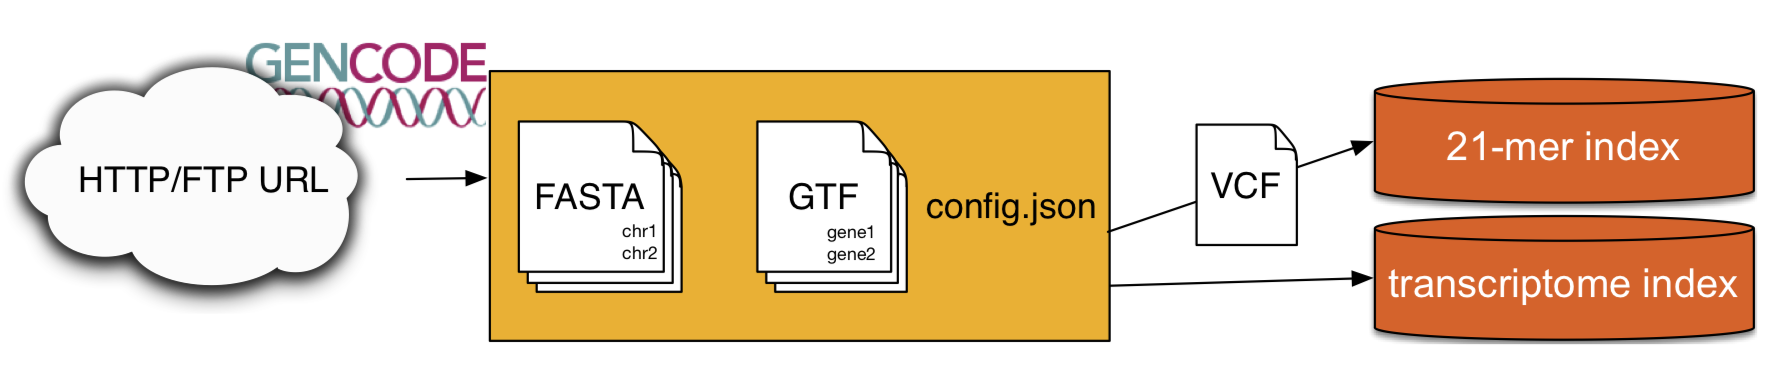 GENCODE
HTTP/FTP URL
FASTA
chr1
chr2
GTF
gene1
gene2
config.json
VCF
21-mer index
transcriptome index